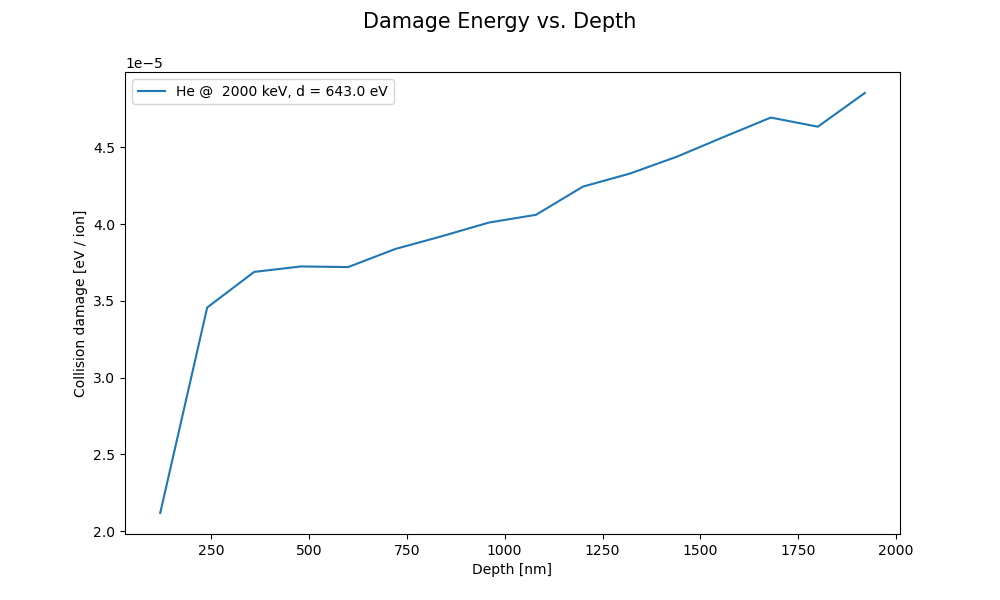 Damage Energy vs. Depth
1e−5
He @  2000 keV, d = 643.0 eV
4.5
4.0
3.5
3.0
2.5
2.0
Collision damage [eV / ion]
250 500 750 1000 1250 1500 1750 2000
Depth [nm]